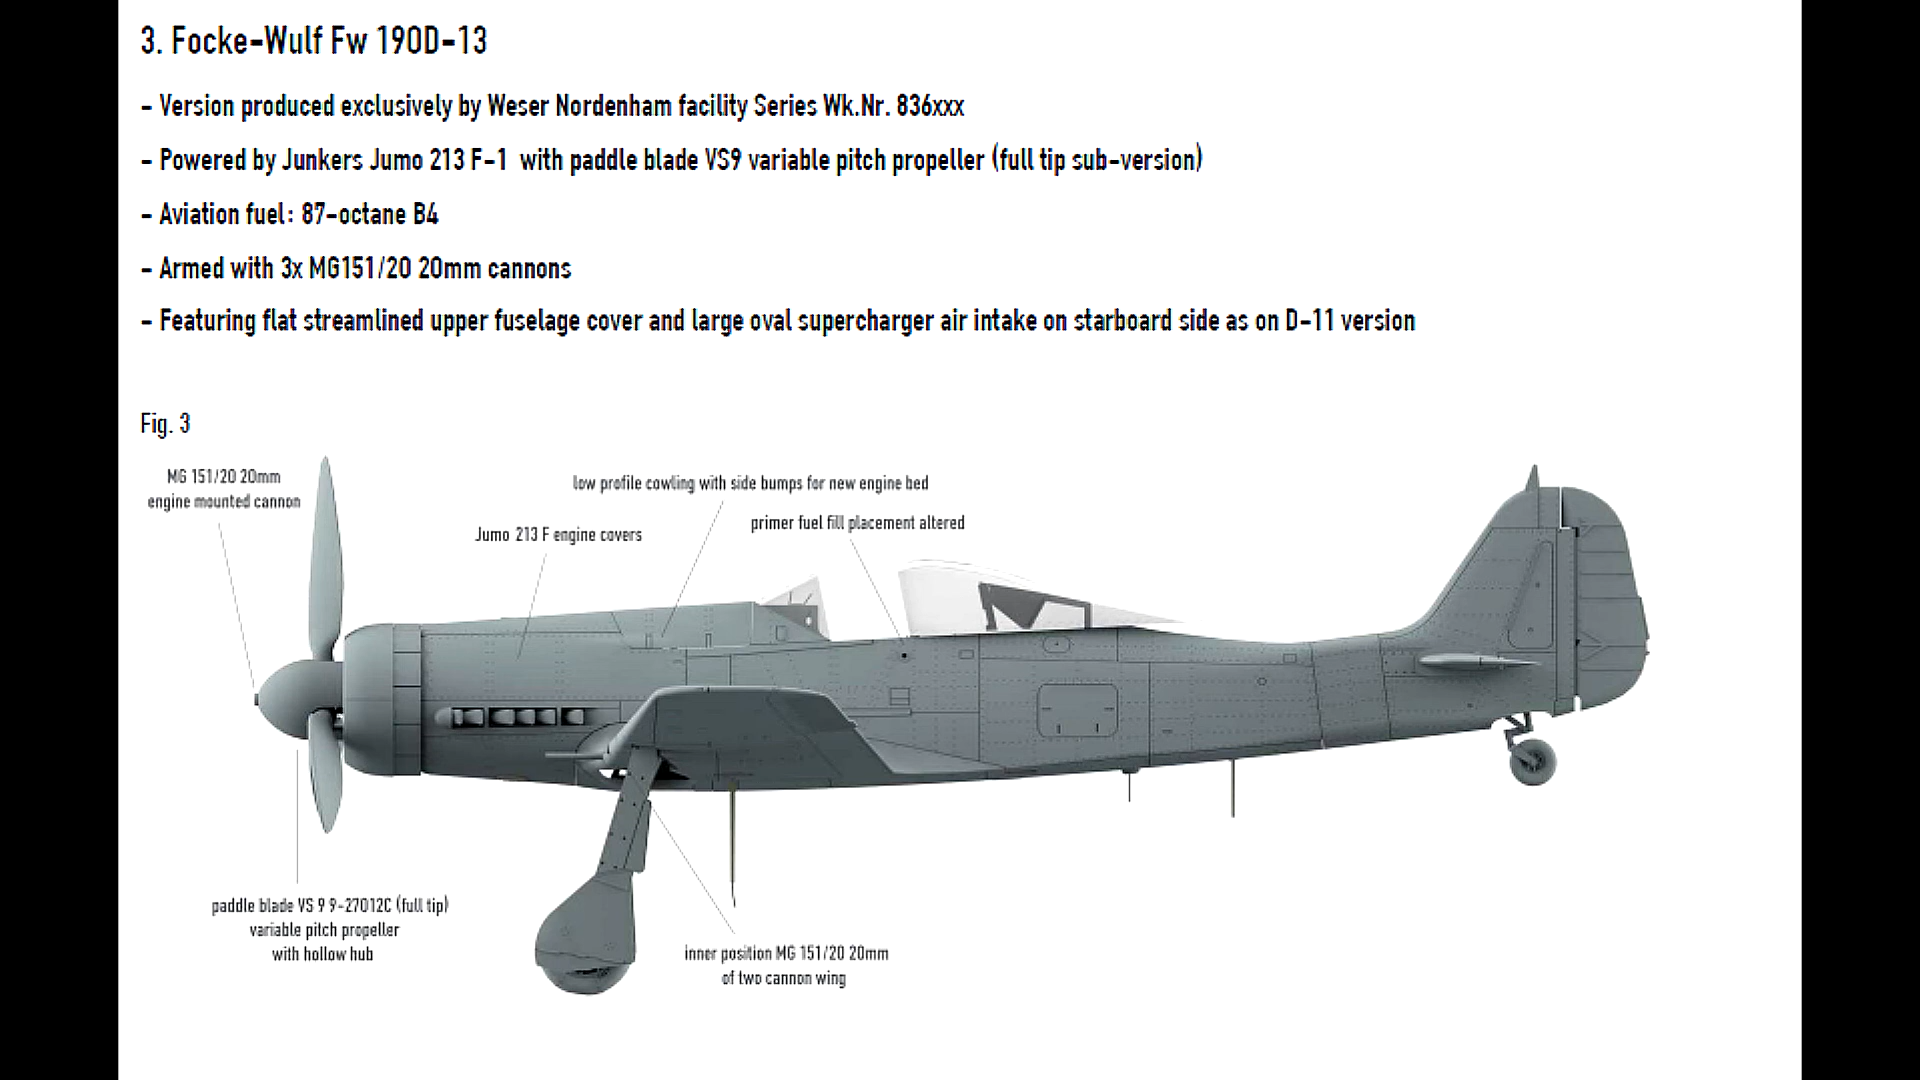 3. Focke-Wulf Fw 190D-13
- Version produced exclusively by Weser Nordenham facility Series Wk.Nr. 836xxx
- Powered by Junkers Jumo 213 F-1  with paddle blade VS9 variable pitch propeller (full tip sub-version)
- Aviation fuel: 87-octane B4
- Armed with 3x MG151/20 20mm cannons
- Featuring flat streamlined upper fuselage cover and large oval supercharger air intake on starboard side as on D-11 version
Fig. 3
MG 151/20 20mm
engine mounted cannon
low profile cowling with side bumps for new engine bed
Jumo 213 F engine covers
primer fuel fill placement altered
paddle blade VS 9 9-27012C (full tip)
variable pitch propeller
with hollow hub
inner position MG 151/20 20mm
of two cannon wing